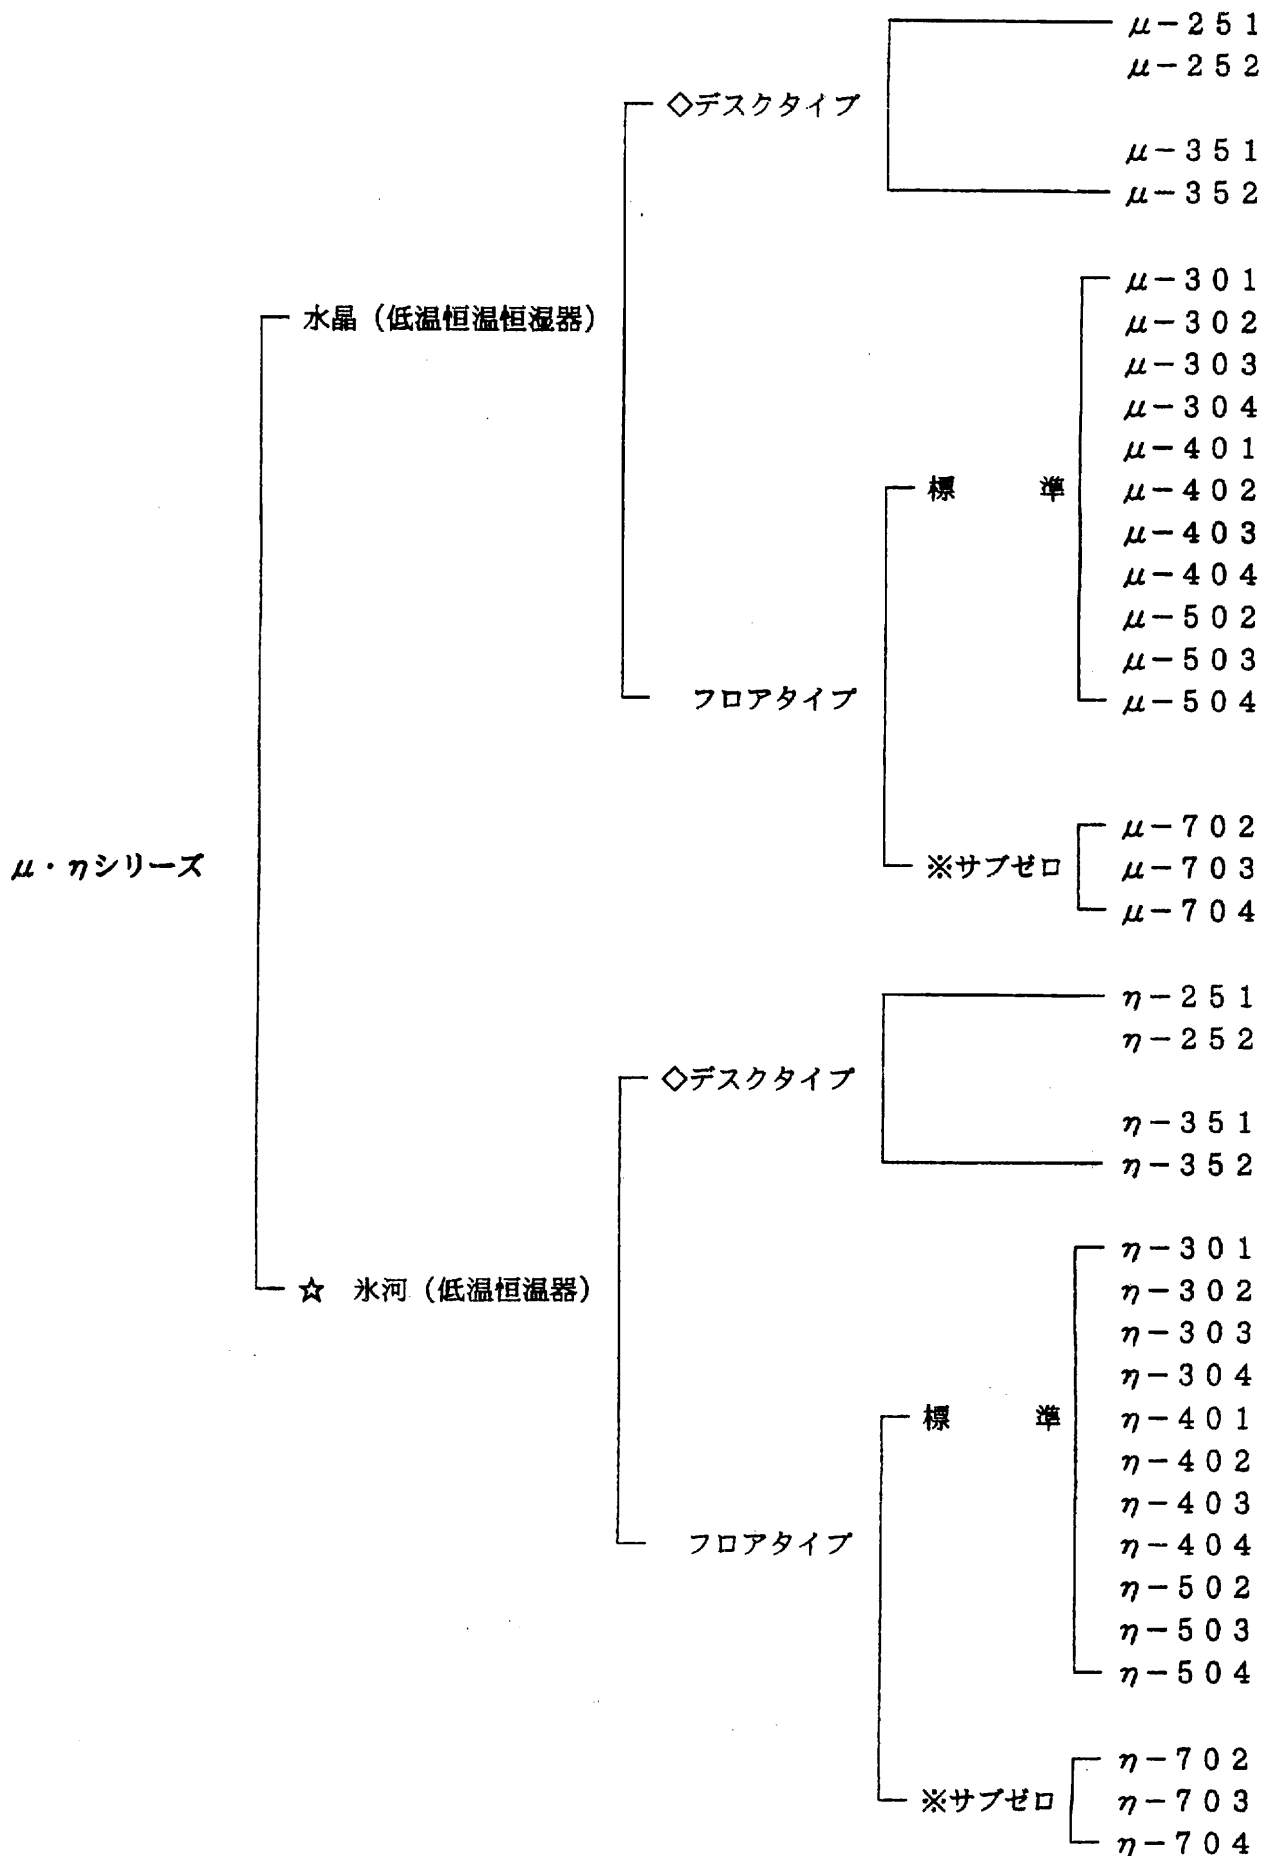 μ－２５１
μ－２５２
◇デスクタイプ
μ－３５１
μ－３５２
μ－３０１
水晶（低温恒温恒湿器）
μ－３０２
μ－３０３
μ－３０４
μ－４０１
標　　準
μ－４０２
μ－４０３
μ－４０４
μ－５０２
μ－５０３
フロアタイプ
μ－５０４
μ－７０２
μ・ηシリーズ
※サブゼロ
μ－７０３
μ－７０４
η－２５１
η－２５２
◇デスクタイプ
η－３５１
η－３５２
η－３０１
☆　氷河（低温恒温器）
η－３０２
η－３０３
η－３０４
標　　準
η－４０１
η－４０２
η－４０３
フロアタイプ
η－４０４
η－５０２
η－５０３
η－５０４
η－７０２
※サブゼロ
η－７０３
η－７０４